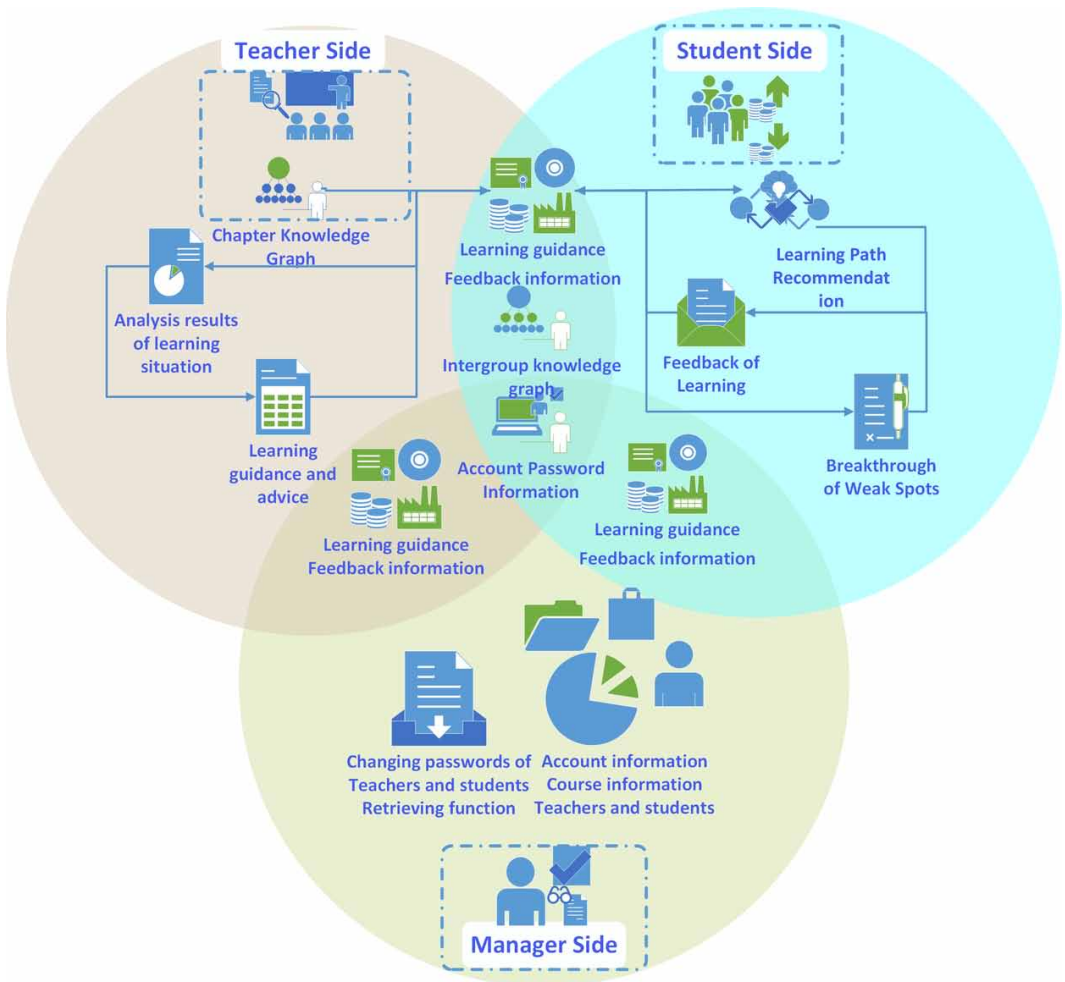 Teacher Side
Student Side
Chapter Knowledge
Graph
Learning guidance
Feedback information
Learning Path
Recommendat
ion
Analysis results
of learning
situation
Intergroup knowledge
graph
Feedback of
Learning
Learning
guidance and
advice
Account Password
Information
Breakthrough
of Weak Spots
Learning guidance
Feedback information
Learning guidance
Feedback information
Changing passwords of
Teachers and students
Retrieving function
Account information
Course information
Teachers and students
Manager Side